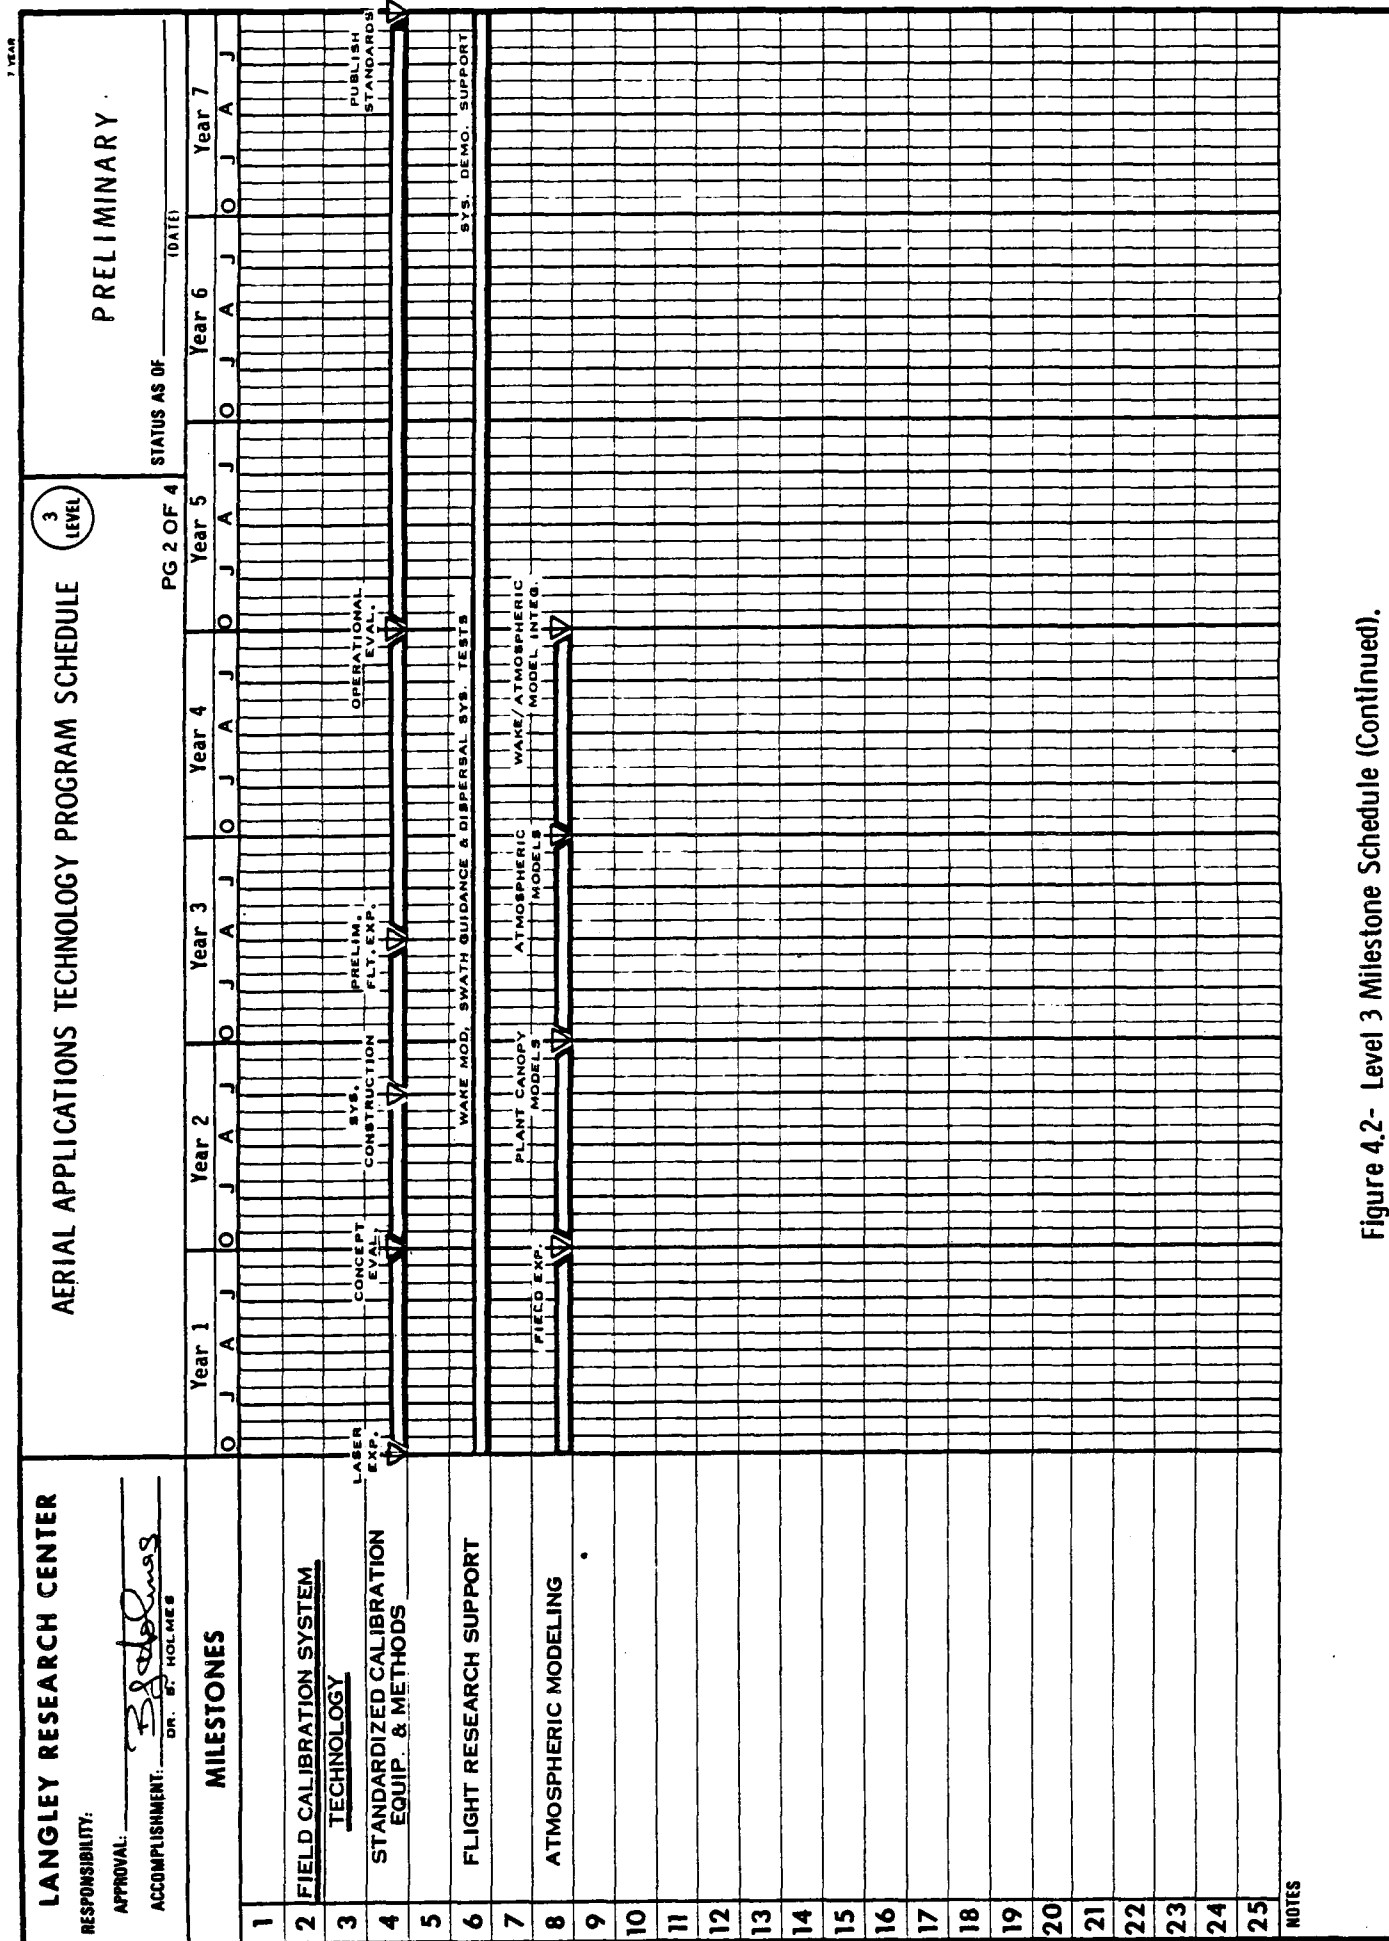 7 YEAR
LANGLEY RESEARCH CENTER
RESPONSIBILITY:
APPROVAL:
ACCOMPLISHMENT:
DR. B. HOLMES
AERIAL APPLICATIONS TECHNOLOGY PROGRAM SCHEDULE
3
LEVEL
PG 2 OF 4
PRELIMINARY
STATUS AS OF
(DATE)
MILESTONES
Year 1 Year 2 Year 3 Year 4 Year 5 Year 6 Year 7
O J A J O J A J O J A J O J A J O J A J O J A J O J A J
1
2 FIELD CALIBRATION SYSTEM
3 TECHNOLOGY
4 STANDARDIZED CALIBRATION
EQUIP. & METHODS
LASER
EXP.
CONCEPT
EVAL.
SYS.
CONSTRUCTION
PRELIM.
FLT. EXP.
OPERATIONAL
EVAL.
PUBLISH
STANDARDS
5
6 FLIGHT RESEARCH SUPPORT
WAKE MOD, SWATH GUIDANCE & DISPERSAL SYS. TESTS
SYS. DEMO. SUPPORT
7
8 ATMOSPHERIC MODELING
FIELD EXP.
PLANT CANOPY
MODELS
ATMOSPHERIC
MODELS
WAKE/ATMOSPHERIC
MODEL INTEG.
9
10
11
12
13
14
15
16
17
18
19
20
21
22
23
24
25
NOTES
Figure 4.2- Level 3 Milestone Schedule (Continued).